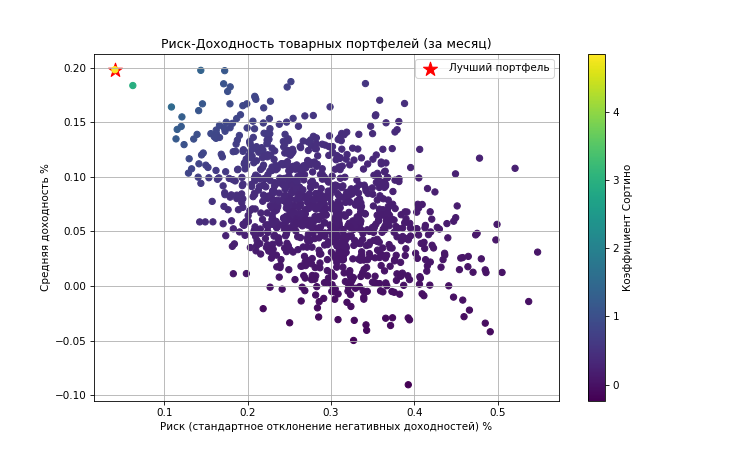 Риск-Доходность товарных портфелей (за месяц)
Лучший портфель
Средняя доходность %
0.20
0.15
0.10
0.05
0.00
−0.05
−0.10
0.1 0.2 0.3 0.4 0.5
Риск (стандартное отклонение негативных доходностей) %
4
3
2
1
0
Коэффициент Сортино